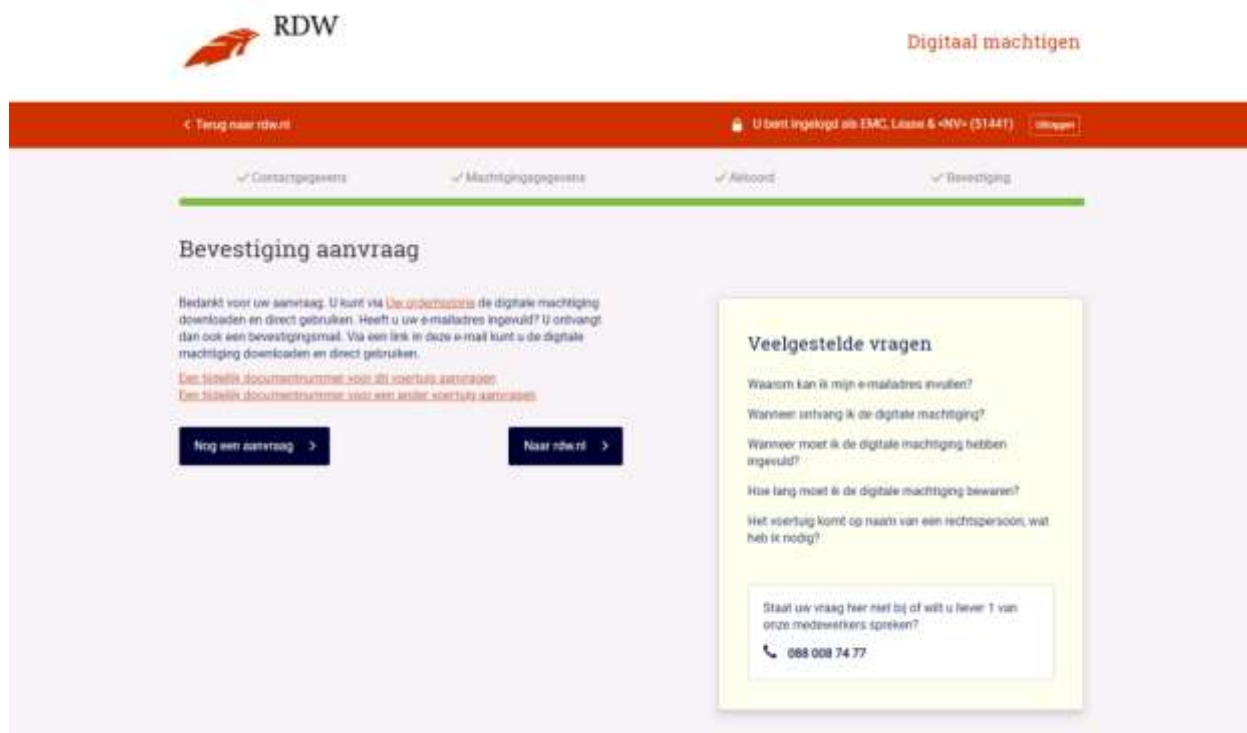 RDW
Digitaal machtigen
< Terug naar rdw.nl
U bent ingelogd als EMC, Lease & <NV> (51441)
Uitloggen
Contactgegevens
Machtigingsgegevens
Akkoord
Bevestiging
Bevestiging aanvraag
Bedankt voor uw aanvraag. U kunt via Uw orderhistorie de digitale machtiging
downloaden en direct gebruiken. Heeft u uw e-mailadres ingevuld? U ontvangt
dan ook een bevestigingsmail. Via een link in deze e-mail kunt u de digitale
machtiging downloaden en direct gebruiken.
Een tijdelijk documentnummer voor dit voertuig aanvragen
Een tijdelijk documentnummer voor een ander voertuig aanvragen
Nog een aanvraag >
Naar rdw.nl >
Veelgestelde vragen
Waarom kan ik mijn e-mailadres invullen?
Wanneer ontvang ik de digitale machtiging?
Wanneer moet ik de digitale machtiging hebben
ingevuld?
Hoe lang moet ik de digitale machtiging bewaren?
Het voertuig komt op naam van een rechtspersoon, wat
heb ik nodig?
Staat uw vraag hier niet bij of wilt u liever 1 van
onze medewerkers spreken?
088 008 74 77